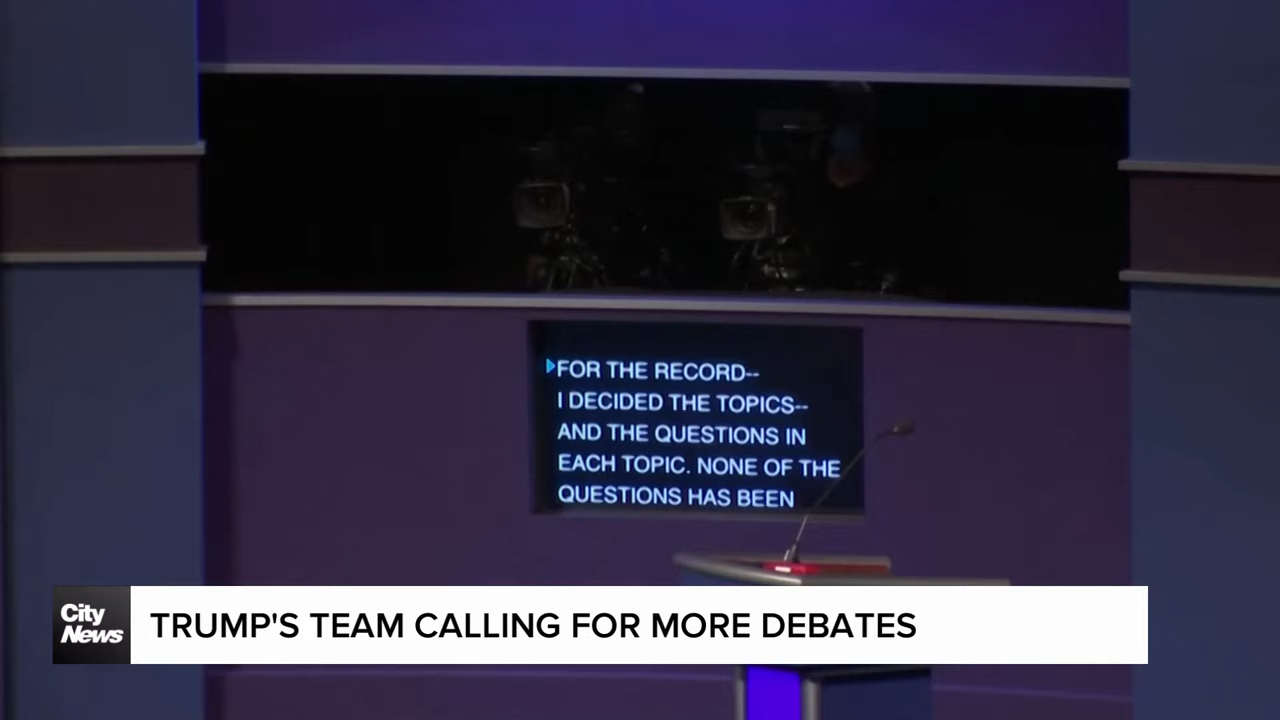 FOR THE RECORD--
I DECIDED THE TOPICS--
AND THE QUESTIONS IN
EACH TOPIC. NONE OF THE
QUESTIONS HAS BEEN
City
News
TRUMP'S TEAM CALLING FOR MORE DEBATES